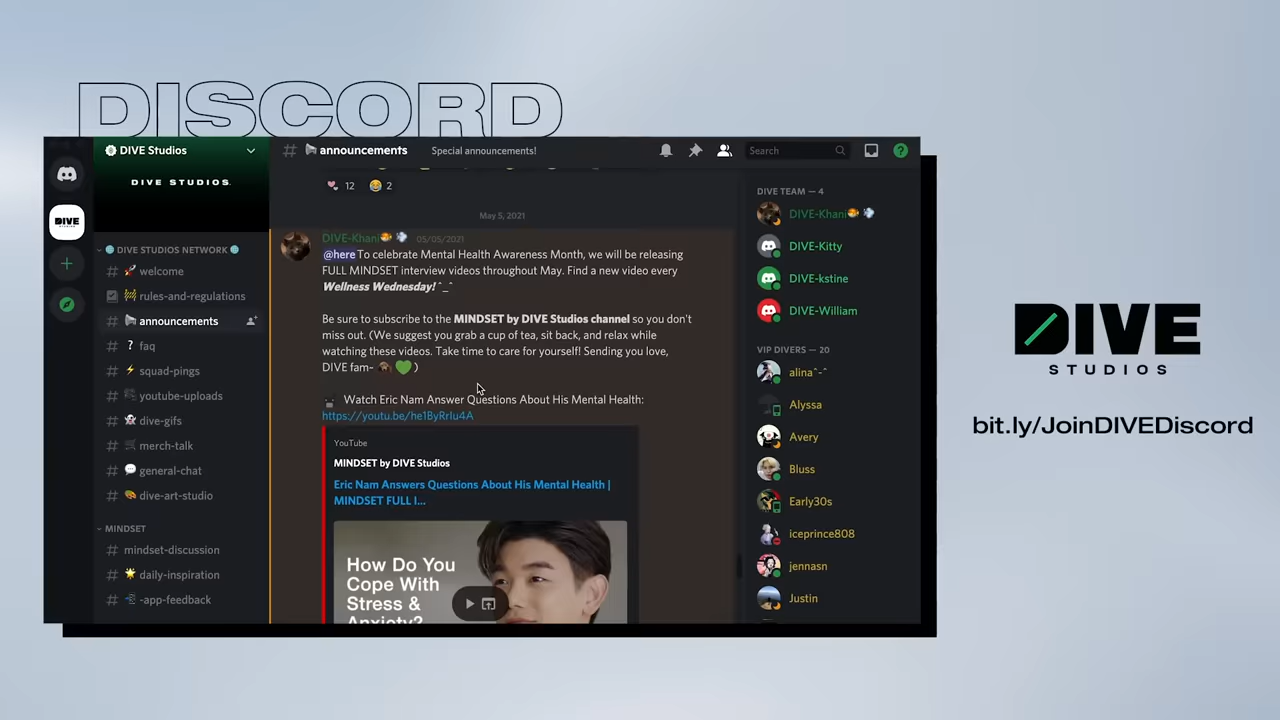 DISCORD
DIVE Studios
# announcements
Special announcements!
Search
DIVE STUDIOS
12
2
May 5, 2021
DIVE-Khani 05/05/2021
@here To celebrate Mental Health Awareness Month, we will be releasing
FULL MINDSET interview videos throughout May. Find a new video every
Wellness Wednesday! ^_^
Be sure to subscribe to the MINDSET by DIVE Studios channel so you don't
miss out. (We suggest you grab a cup of tea, sit back, and relax while
watching these videos. Take time to care for yourself! Sending you love,
DIVE fam~ )
Watch Eric Nam Answer Questions About His Mental Health:
https://youtu.be/he1ByRrIu4A
YouTube
MINDSET by DIVE Studios
Eric Nam Answers Questions About His Mental Health |
MINDSET FULL I...
How Do You
Cope With
Stress &
Anxiety?
DIVE
DIVE STUDIOS NETWORK
# welcome
rules-and-regulations
# announcements
# ? faq
# squad-pings
# youtube-uploads
# dive-gifs
# merch-talk
# general-chat
# dive-art-studio
MINDSET
# mindset-discussion
# daily-inspiration
# -app-feedback
DIVE TEAM — 4
DIVE-Khani
DIVE-Kitty
DIVE-kstine
DIVE-William
VIP DIVERS — 20
alina^-^
Alyssa
Avery
Bluss
Early30s
iceprince808
jennasn
Justin
DIVE
STUDIOS
bit.ly/JoinDIVEDiscord